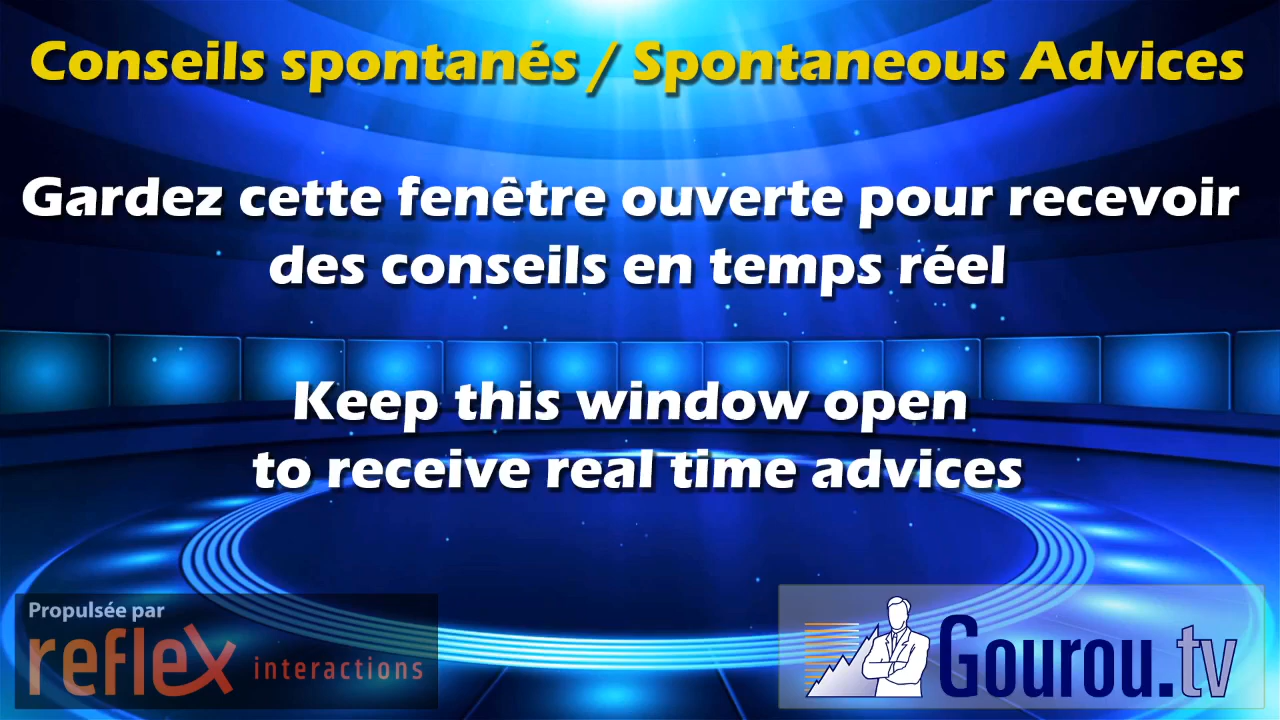 Conseils spontanés / Spontaneous Advices
Gardez cette fenêtre ouverte pour recevoir
des conseils en temps réel
Keep this window open
to receive real time advices
Propulsée par
reflex interactions
Gourou.tv